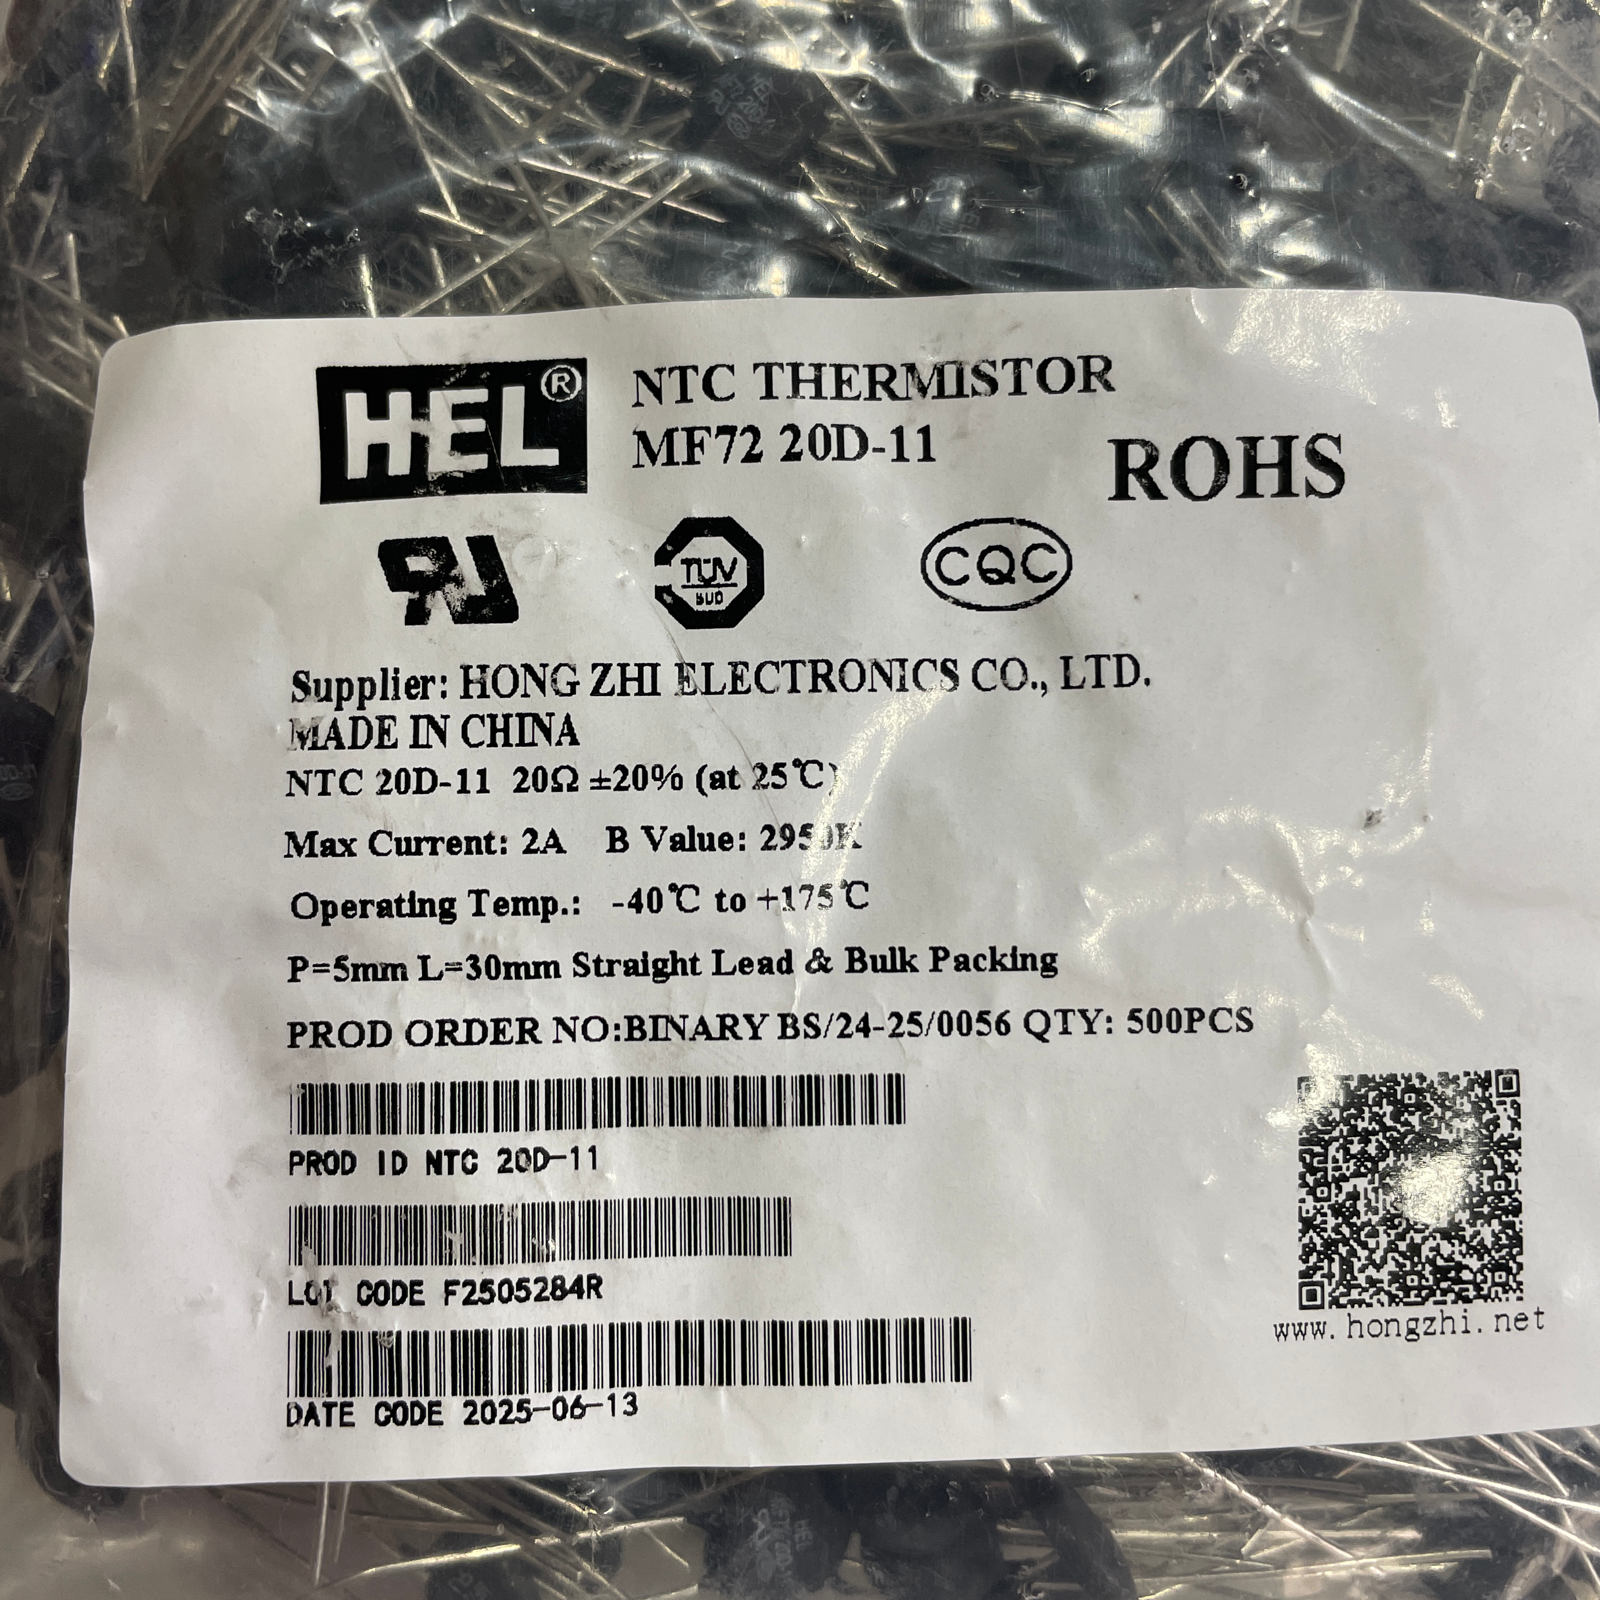 HEL®
NTC THERMISTOR
MF72 20D-11
ROHS
TÜV
SUD
CQC
Supplier: HONG ZHI ELECTRONICS CO., LTD.
MADE IN CHINA
NTC 20D-11 20Ω ±20% (at 25℃)
Max Current: 2A B Value: 2950K
Operating Temp.: -40℃ to +175℃
P=5mm L=30mm Straight Lead & Bulk Packing
PROD ORDER NO:BINARY BS/24-25/0056 QTY: 500PCS
PROD ID NTC 20D-11
LOT CODE F2505284R
DATE CODE 2025-06-13
www.hongzhi.net